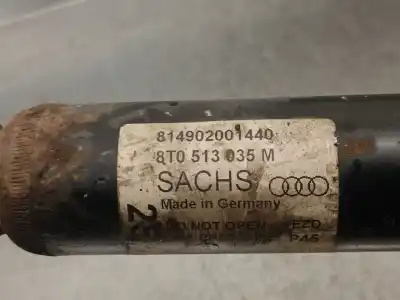 814902001440
8T0 513 035 M
SACHS
Made in Germany
DO NOT OPEN